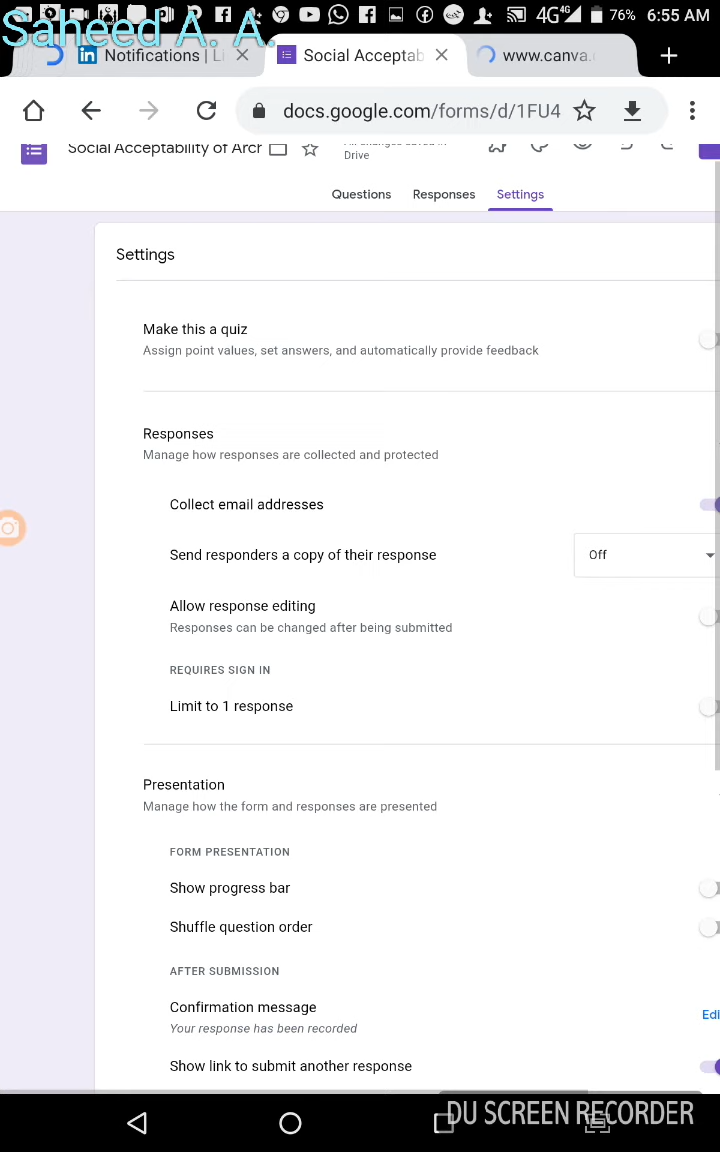 Saheed A. A.
4G 4G 76% 6:55 AM
Notifications | Li
Social Acceptab
www.canva.
docs.google.com/forms/d/1FU4
Social Acceptability of Arch
Drive
Questions Responses Settings
Settings
Make this a quiz
Assign point values, set answers, and automatically provide feedback
Responses
Manage how responses are collected and protected
Collect email addresses
Send responders a copy of their response
Off
Allow response editing
Responses can be changed after being submitted
REQUIRES SIGN IN
Limit to 1 response
Presentation
Manage how the form and responses are presented
FORM PRESENTATION
Show progress bar
Shuffle question order
AFTER SUBMISSION
Confirmation message
Edi
Your response has been recorded
Show link to submit another response
DU SCREEN RECORDER